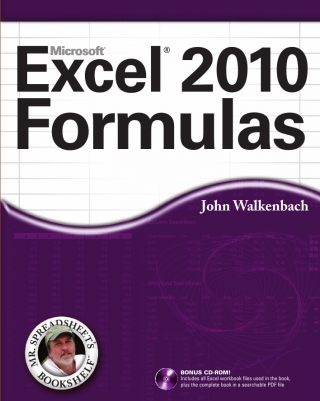 Microsoft®
Excel® 2010
Formulas
John Walkenbach
MR. SPREADSHEET'S
BOOKSHELF™
BONUS CD-ROM!
Includes all Excel workbook files used in the book,
plus the complete book in a searchable PDF file